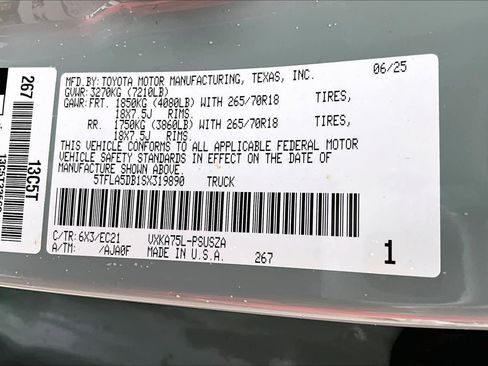 MFD.BY: TOYOTA MOTOR MANUFACTURING, TEXAS, INC. 06/25
GVWR: 3270KG (7210LB)
GAWR: FRT. 1850KG (4080LB) WITH 265/70R18 TIRES,
18X7.5J RIMS.
RR. 1750KG (3860LB) WITH 265/70R18 TIRES,
18X7.5J RIMS.
THIS VEHICLE CONFORMS TO ALL APPLICABLE FEDERAL MOTOR
VEHICLE SAFETY STANDARDS IN EFFECT ON THE DATE OF
MANUFACTURE SHOWN ABOVE.
5TFLA5DB1SX319890 TRUCK
C/TR: 6X3/EC21 VXKA75L-PSUSZA
A/TM: /AJA0F MADE IN U.S.A. 267 1
267
13C5T